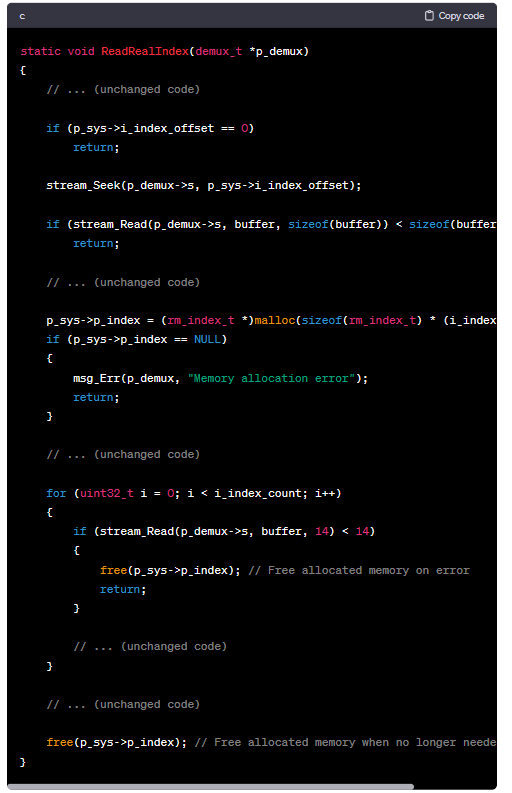 c
Copy code
static void ReadRealIndex(demux_t *p_demux)
{
    // ... (unchanged code)

    if (p_sys->i_index_offset == 0)
        return;

    stream_Seek(p_demux->s, p_sys->i_index_offset);

    if (stream_Read(p_demux->s, buffer, sizeof(buffer)) < sizeof(buffer
        return;

    // ... (unchanged code)

    p_sys->p_index = (rm_index_t *)malloc(sizeof(rm_index_t) * (i_index
    if (p_sys->p_index == NULL)
    {
        msg_Err(p_demux, "Memory allocation error");
        return;
    }

    // ... (unchanged code)

    for (uint32_t i = 0; i < i_index_count; i++)
    {
        if (stream_Read(p_demux->s, buffer, 14) < 14)
        {
            free(p_sys->p_index); // Free allocated memory on error
            return;
        }

        // ... (unchanged code)
    }

    // ... (unchanged code)

    free(p_sys->p_index); // Free allocated memory when no longer neede
}